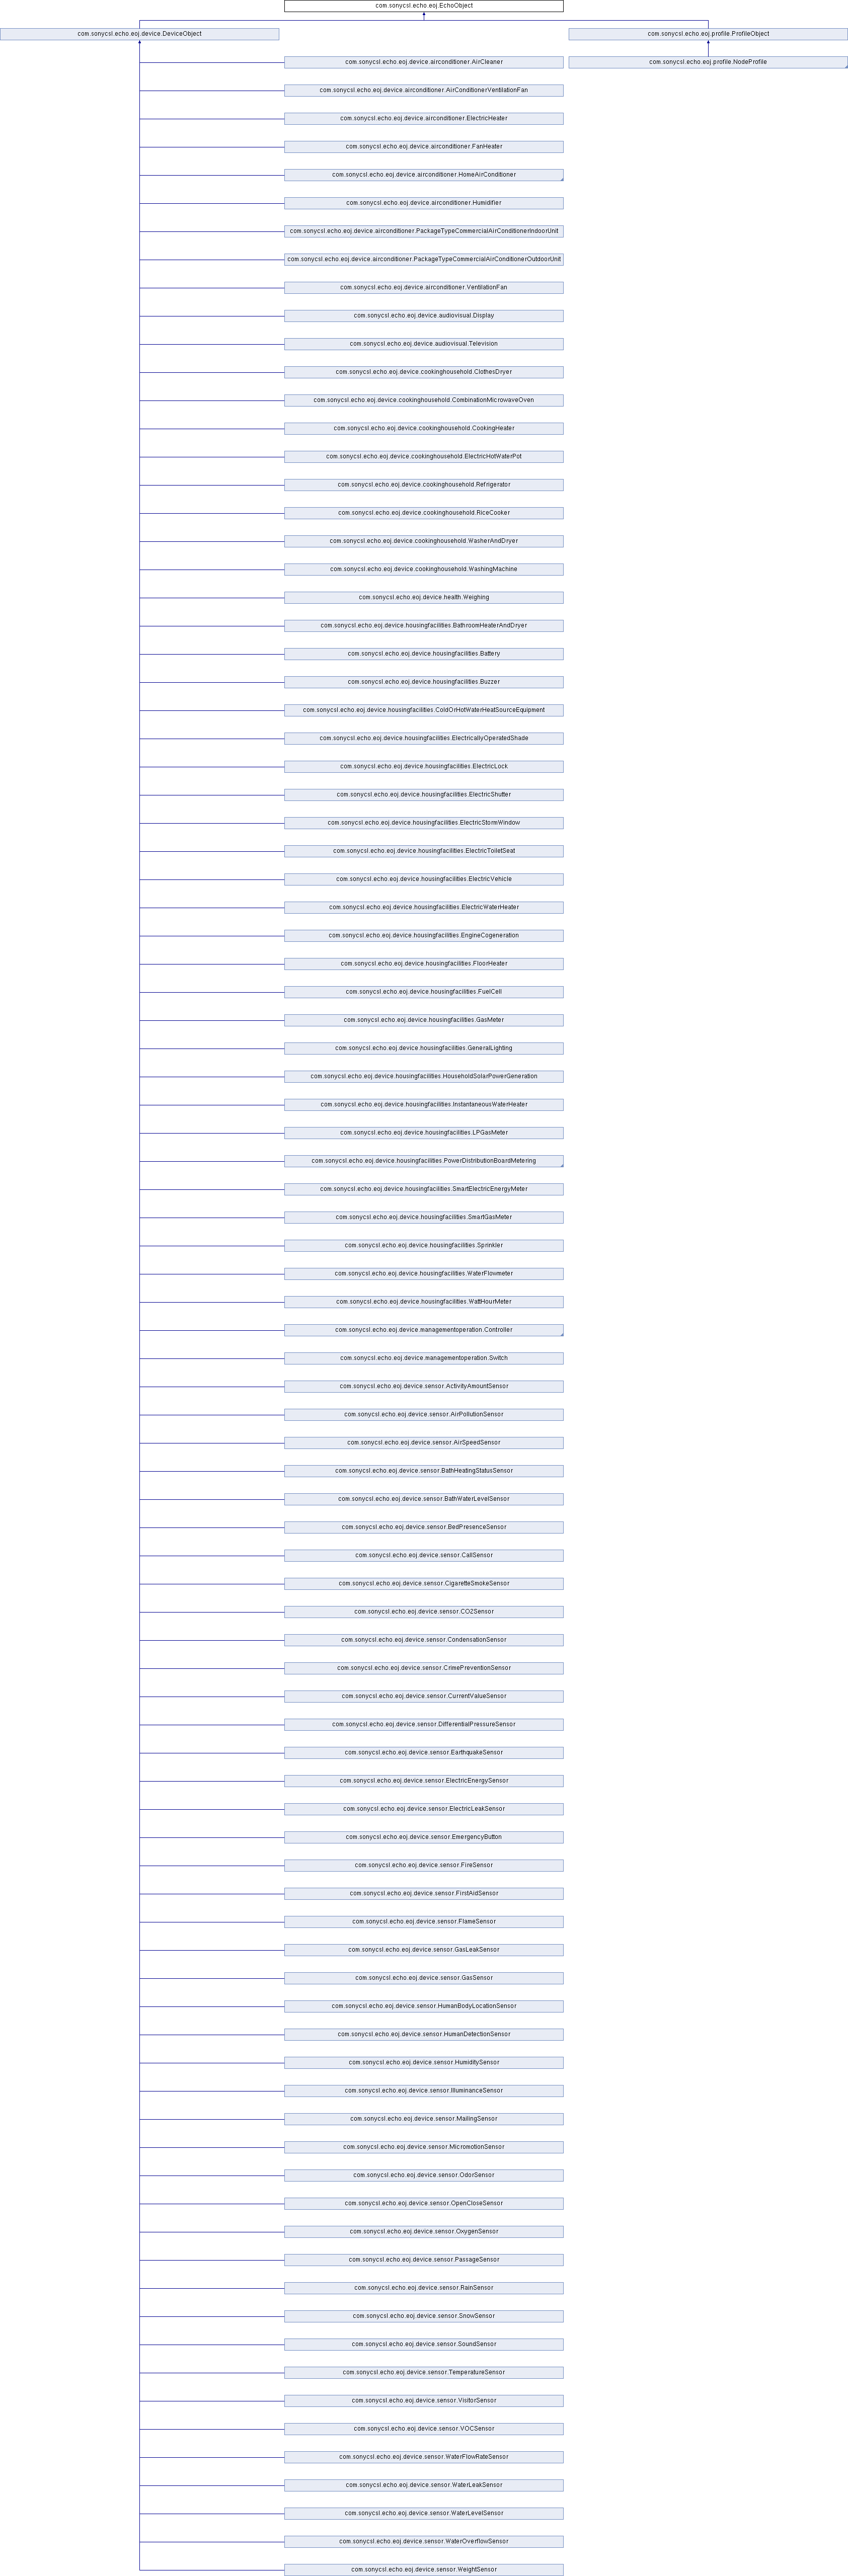 com.sonycsl.echo.eoj.EchoObject
com.sonycsl.echo.eoj.device.DeviceObject
com.sonycsl.echo.eoj.profile.ProfileObject
com.sonycsl.echo.eoj.device.airconditioner.AirCleaner
com.sonycsl.echo.eoj.profile.NodeProfile
com.sonycsl.echo.eoj.device.airconditioner.AirConditionerVentilationFan
com.sonycsl.echo.eoj.device.airconditioner.ElectricHeater
com.sonycsl.echo.eoj.device.airconditioner.FanHeater
com.sonycsl.echo.eoj.device.airconditioner.HomeAirConditioner
com.sonycsl.echo.eoj.device.airconditioner.Humidifier
com.sonycsl.echo.eoj.device.airconditioner.PackageTypeCommercialAirConditionerIndoorUnit
com.sonycsl.echo.eoj.device.airconditioner.PackageTypeCommercialAirConditionerOutdoorUnit
com.sonycsl.echo.eoj.device.airconditioner.VentilationFan
com.sonycsl.echo.eoj.device.audiovisual.Display
com.sonycsl.echo.eoj.device.audiovisual.Television
com.sonycsl.echo.eoj.device.cookinghousehold.ClothesDryer
com.sonycsl.echo.eoj.device.cookinghousehold.CombinationMicrowaveOven
com.sonycsl.echo.eoj.device.cookinghousehold.CookingHeater
com.sonycsl.echo.eoj.device.cookinghousehold.ElectricHotWaterPot
com.sonycsl.echo.eoj.device.cookinghousehold.Refrigerator
com.sonycsl.echo.eoj.device.cookinghousehold.RiceCooker
com.sonycsl.echo.eoj.device.cookinghousehold.WasherAndDryer
com.sonycsl.echo.eoj.device.cookinghousehold.WashingMachine
com.sonycsl.echo.eoj.device.health.Weighing
com.sonycsl.echo.eoj.device.housingfacilities.BathroomHeaterAndDryer
com.sonycsl.echo.eoj.device.housingfacilities.Battery
com.sonycsl.echo.eoj.device.housingfacilities.Buzzer
com.sonycsl.echo.eoj.device.housingfacilities.ColdOrHotWaterHeatSourceEquipment
com.sonycsl.echo.eoj.device.housingfacilities.ElectricallyOperatedShade
com.sonycsl.echo.eoj.device.housingfacilities.ElectricLock
com.sonycsl.echo.eoj.device.housingfacilities.ElectricShutter
com.sonycsl.echo.eoj.device.housingfacilities.ElectricStormWindow
com.sonycsl.echo.eoj.device.housingfacilities.ElectricToiletSeat
com.sonycsl.echo.eoj.device.housingfacilities.ElectricVehicle
com.sonycsl.echo.eoj.device.housingfacilities.ElectricWaterHeater
com.sonycsl.echo.eoj.device.housingfacilities.EngineCogeneration
com.sonycsl.echo.eoj.device.housingfacilities.FloorHeater
com.sonycsl.echo.eoj.device.housingfacilities.FuelCell
com.sonycsl.echo.eoj.device.housingfacilities.GasMeter
com.sonycsl.echo.eoj.device.housingfacilities.GeneralLighting
com.sonycsl.echo.eoj.device.housingfacilities.HouseholdSolarPowerGeneration
com.sonycsl.echo.eoj.device.housingfacilities.InstantaneousWaterHeater
com.sonycsl.echo.eoj.device.housingfacilities.LPGasMeter
com.sonycsl.echo.eoj.device.housingfacilities.PowerDistributionBoardMetering
com.sonycsl.echo.eoj.device.housingfacilities.SmartElectricEnergyMeter
com.sonycsl.echo.eoj.device.housingfacilities.SmartGasMeter
com.sonycsl.echo.eoj.device.housingfacilities.Sprinkler
com.sonycsl.echo.eoj.device.housingfacilities.WaterFlowmeter
com.sonycsl.echo.eoj.device.housingfacilities.WattHourMeter
com.sonycsl.echo.eoj.device.managementoperation.Controller
com.sonycsl.echo.eoj.device.managementoperation.Switch
com.sonycsl.echo.eoj.device.sensor.ActivityAmountSensor
com.sonycsl.echo.eoj.device.sensor.AirPollutionSensor
com.sonycsl.echo.eoj.device.sensor.AirSpeedSensor
com.sonycsl.echo.eoj.device.sensor.BathHeatingStatusSensor
com.sonycsl.echo.eoj.device.sensor.BathWaterLevelSensor
com.sonycsl.echo.eoj.device.sensor.BedPresenceSensor
com.sonycsl.echo.eoj.device.sensor.CallSensor
com.sonycsl.echo.eoj.device.sensor.CigaretteSmokeSensor
com.sonycsl.echo.eoj.device.sensor.CO2Sensor
com.sonycsl.echo.eoj.device.sensor.CondensationSensor
com.sonycsl.echo.eoj.device.sensor.CrimePreventionSensor
com.sonycsl.echo.eoj.device.sensor.CurrentValueSensor
com.sonycsl.echo.eoj.device.sensor.DifferentialPressureSensor
com.sonycsl.echo.eoj.device.sensor.EarthquakeSensor
com.sonycsl.echo.eoj.device.sensor.ElectricEnergySensor
com.sonycsl.echo.eoj.device.sensor.ElectricLeakSensor
com.sonycsl.echo.eoj.device.sensor.EmergencyButton
com.sonycsl.echo.eoj.device.sensor.FireSensor
com.sonycsl.echo.eoj.device.sensor.FirstAidSensor
com.sonycsl.echo.eoj.device.sensor.FlameSensor
com.sonycsl.echo.eoj.device.sensor.GasLeakSensor
com.sonycsl.echo.eoj.device.sensor.GasSensor
com.sonycsl.echo.eoj.device.sensor.HumanBodyLocationSensor
com.sonycsl.echo.eoj.device.sensor.HumanDetectionSensor
com.sonycsl.echo.eoj.device.sensor.HumiditySensor
com.sonycsl.echo.eoj.device.sensor.IlluminanceSensor
com.sonycsl.echo.eoj.device.sensor.MailingSensor
com.sonycsl.echo.eoj.device.sensor.MicromotionSensor
com.sonycsl.echo.eoj.device.sensor.OdorSensor
com.sonycsl.echo.eoj.device.sensor.OpenCloseSensor
com.sonycsl.echo.eoj.device.sensor.OxygenSensor
com.sonycsl.echo.eoj.device.sensor.PassageSensor
com.sonycsl.echo.eoj.device.sensor.RainSensor
com.sonycsl.echo.eoj.device.sensor.SnowSensor
com.sonycsl.echo.eoj.device.sensor.SoundSensor
com.sonycsl.echo.eoj.device.sensor.TemperatureSensor
com.sonycsl.echo.eoj.device.sensor.VisitorSensor
com.sonycsl.echo.eoj.device.sensor.VOCSensor
com.sonycsl.echo.eoj.device.sensor.WaterFlowRateSensor
com.sonycsl.echo.eoj.device.sensor.WaterLeakSensor
com.sonycsl.echo.eoj.device.sensor.WaterLevelSensor
com.sonycsl.echo.eoj.device.sensor.WaterOverflowSensor
com.sonycsl.echo.eoj.device.sensor.WeightSensor